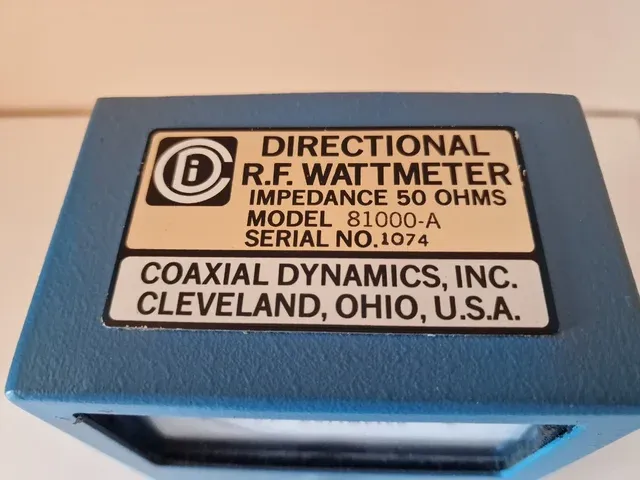 DIRECTIONAL
R.F. WATTMETER
IMPEDANCE 50 OHMS
MODEL 81000-A
SERIAL NO. 1074
COAXIAL DYNAMICS, INC.
CLEVELAND, OHIO, U.S.A.